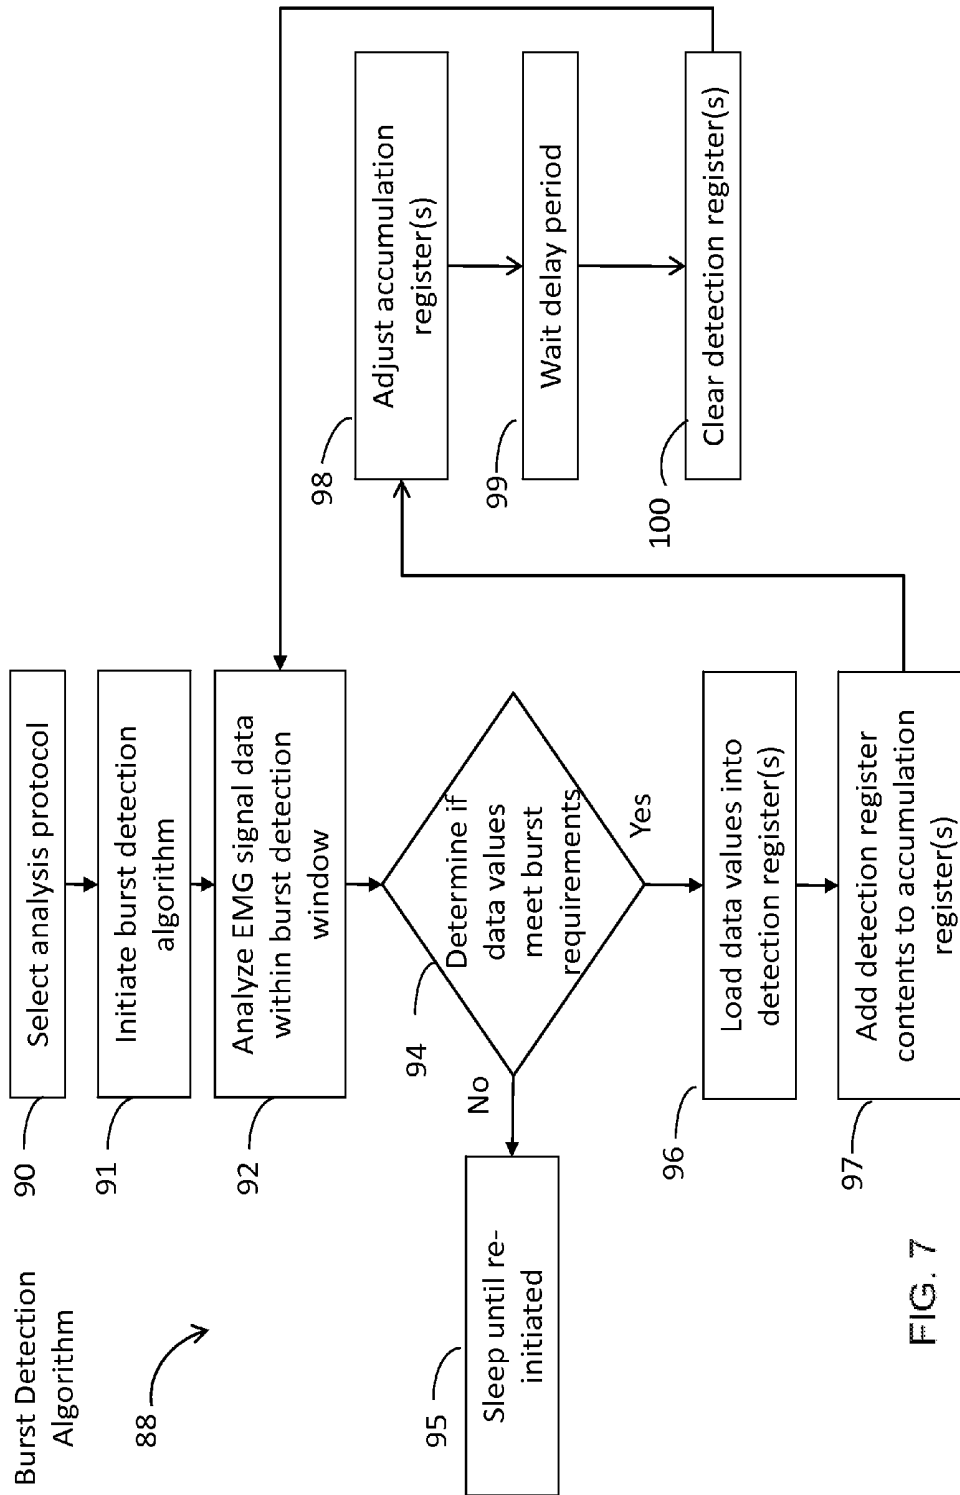 Burst Detection
Algorithm
88
90
Select analysis protocol
91
Initiate burst detection
algorithm
92
Analyze EMG signal data
within burst detection
window
94
Determine if
data values
meet burst
requirements
No
Yes
95
Sleep until re-
initiated
96
Load data values into
detection register(s)
97
Add detection register
contents to accumulation
register(s)
98
Adjust accumulation
register(s)
99
Wait delay period
100
Clear detection register(s)
FIG. 7